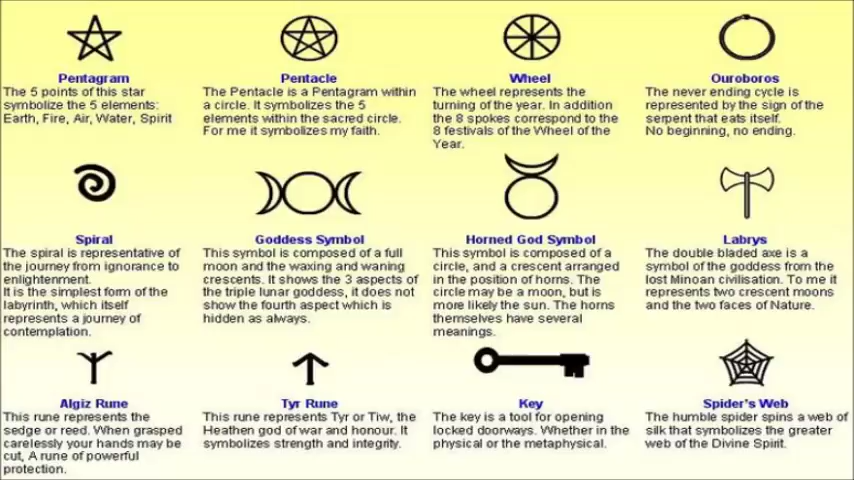 Pentagram
The 5 points of this star
symbolize the 5 elements:
Earth, Fire, Air, Water, Spirit
Pentacle
The Pentacle is a Pentagram within
a circle. It symbolizes the 5
elements within the sacred circle.
For me it symbolizes my faith.
Wheel
The wheel represents the
turning of the year. In addition
the 8 spokes correspond to the
8 festivals of the Wheel of the
Year.
Ouroboros
The never ending cycle is
represented by the sign of the
serpent that eats itself.
No beginning, no ending.
Spiral
The spiral is representative of
the journey from ignorance to
enlightenment.
It is the simplest form of the
labyrinth, which itself
represents a journey of
contemplation.
Goddess Symbol
This symbol is composed of a full
moon and the waxing and waning
crescents. It shows the 3 aspects of
the triple lunar goddess, it does not
show the fourth aspect which is
hidden as always.
Horned God Symbol
This symbol is composed of a
circle, and a crescent arranged
in the position of horns. The
circle may be a moon, but is
more likely the sun. The horns
themselves have several
meanings.
Labrys
The double bladed axe is a
symbol of the goddess from the
lost Minoan civilisation. To me it
represents two crescent moons
and the two faces of Nature.
Algiz Rune
This rune represents the
sedge or reed. When grasped
carelessly your hands may be
cut, A rune of powerful
protection.
Tyr Rune
This rune represents Tyr or Tiw, the
Heathen god of war and honour. It
symbolizes strength and integrity.
Key
The key is a tool for opening
locked doorways. Whether in the
physical or the metaphysical.
Spider's Web
The humble spider spins a web of
silk that symbolizes the greater
web of the Divine Spirit.